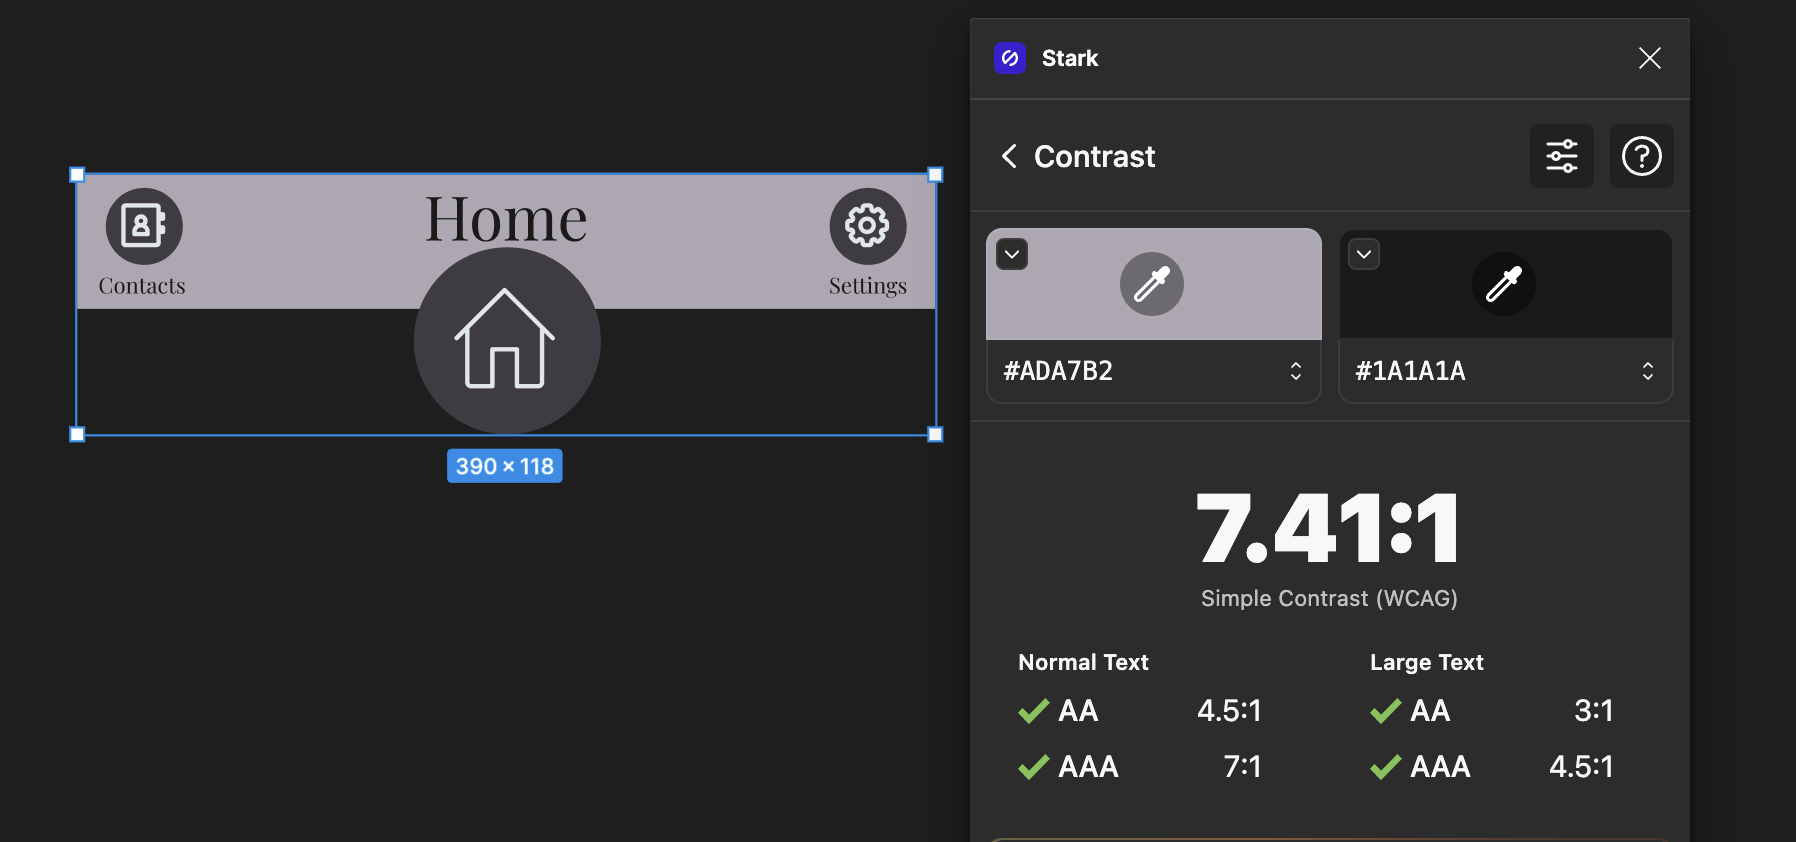 Home
Contacts
Settings
390 × 118
Stark
Contrast
#ADA7B2
#1A1A1A
7.41:1
Simple Contrast (WCAG)
Normal Text
AA 4.5:1
AAA 7:1
Large Text
AA 3:1
AAA 4.5:1